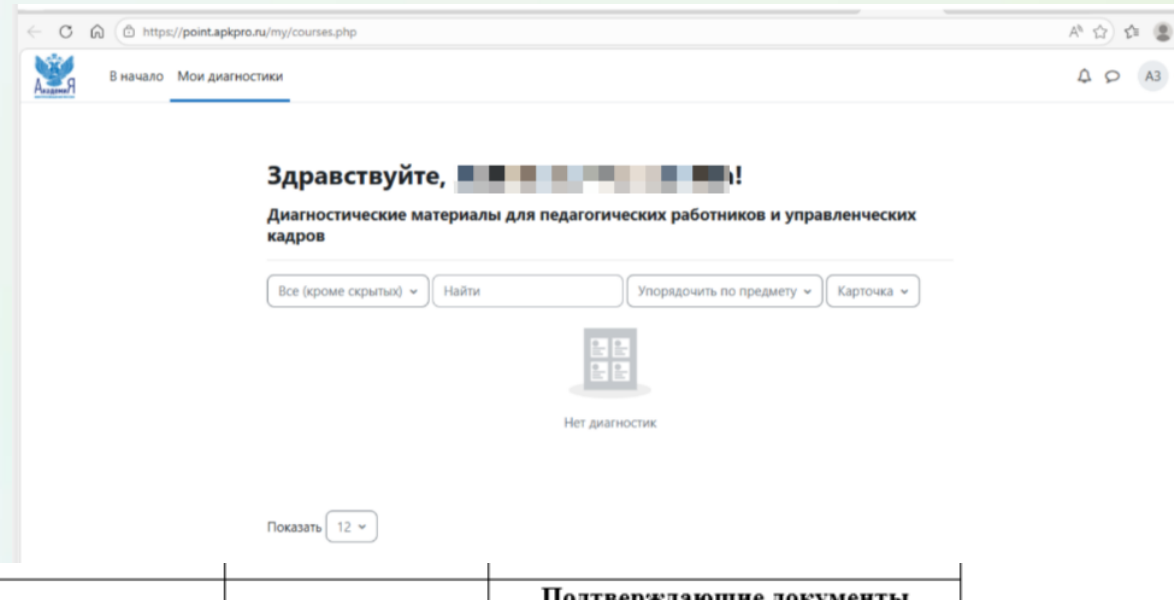 https://point.apkpro.ru/my/courses.php
АкадемиЯ
В начало Мои диагностики
АЗ
Здравствуйте, !
Диагностические материалы для педагогических работников и управленческих
кадров
Все (кроме скрытых) Найти Упорядочить по предмету Карточка
Нет диагностик
Показать 12
Подтверждающие документы